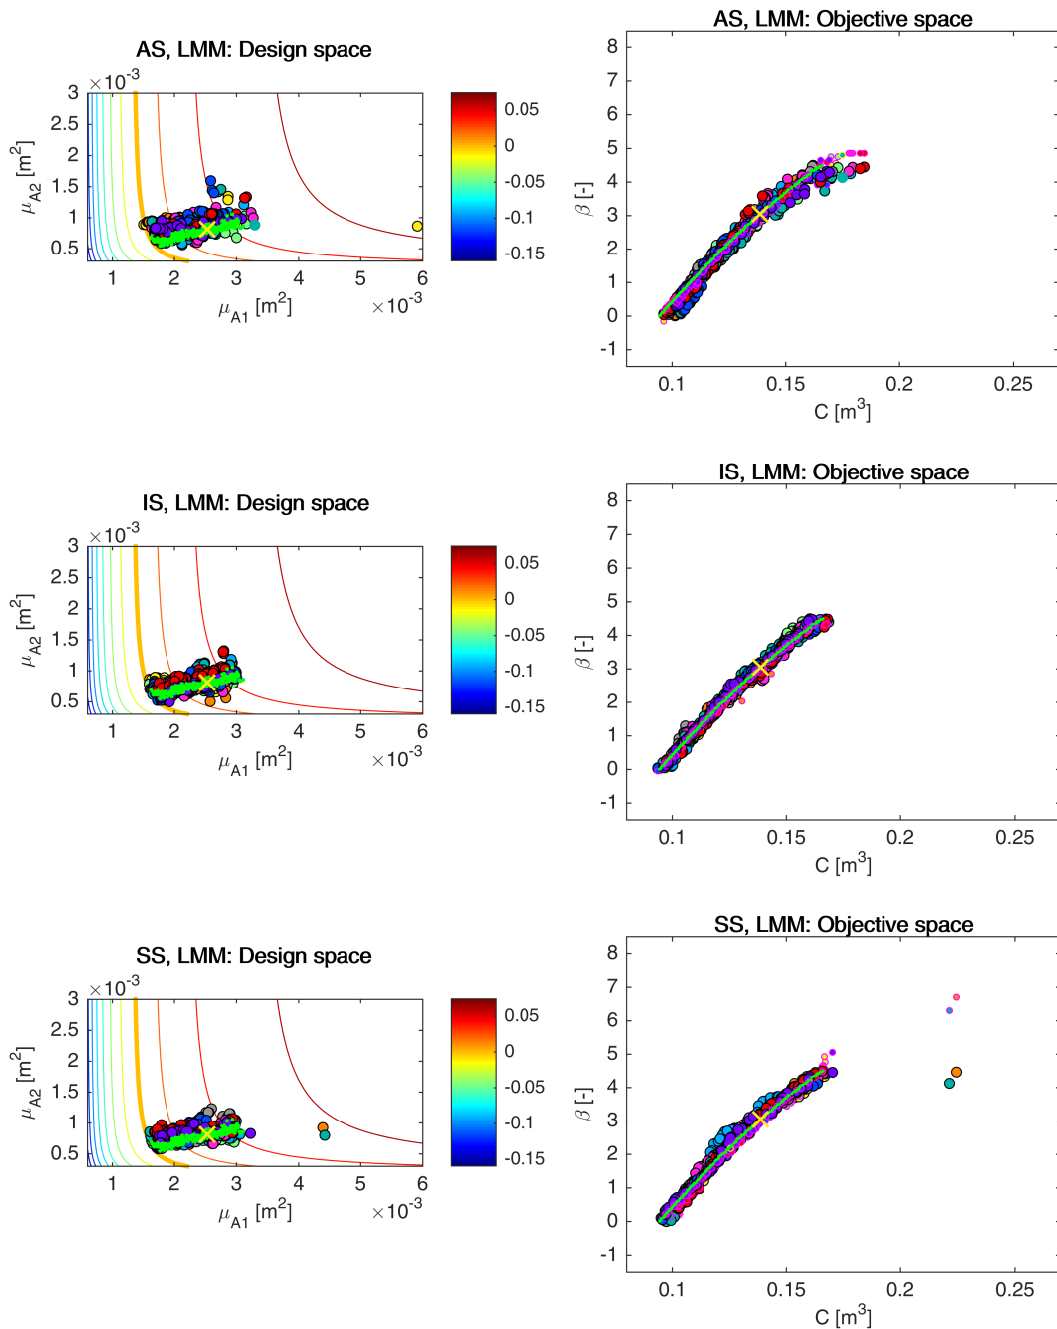 AS, LMM: Design space
×10⁻³
3
2.5
2
1.5
1
0.5
μ_A2 [m²]
1 2 3 4 5 6
μ_A1 [m²]
×10⁻³
0.05
0
-0.05
-0.1
-0.15
AS, LMM: Objective space
8
7
6
5
4
3
2
1
0
-1
β [-]
0.1 0.15 0.2 0.25
C [m³]
IS, LMM: Design space
×10⁻³
3
2.5
2
1.5
1
0.5
μ_A2 [m²]
1 2 3 4 5 6
μ_A1 [m²]
×10⁻³
0.05
0
-0.05
-0.1
-0.15
IS, LMM: Objective space
8
7
6
5
4
3
2
1
0
-1
β [-]
0.1 0.15 0.2 0.25
C [m³]
SS, LMM: Design space
×10⁻³
3
2.5
2
1.5
1
0.5
μ_A2 [m²]
1 2 3 4 5 6
μ_A1 [m²]
×10⁻³
0.05
0
-0.05
-0.1
-0.15
SS, LMM: Objective space
8
7
6
5
4
3
2
1
0
-1
β [-]
0.1 0.15 0.2 0.25
C [m³]